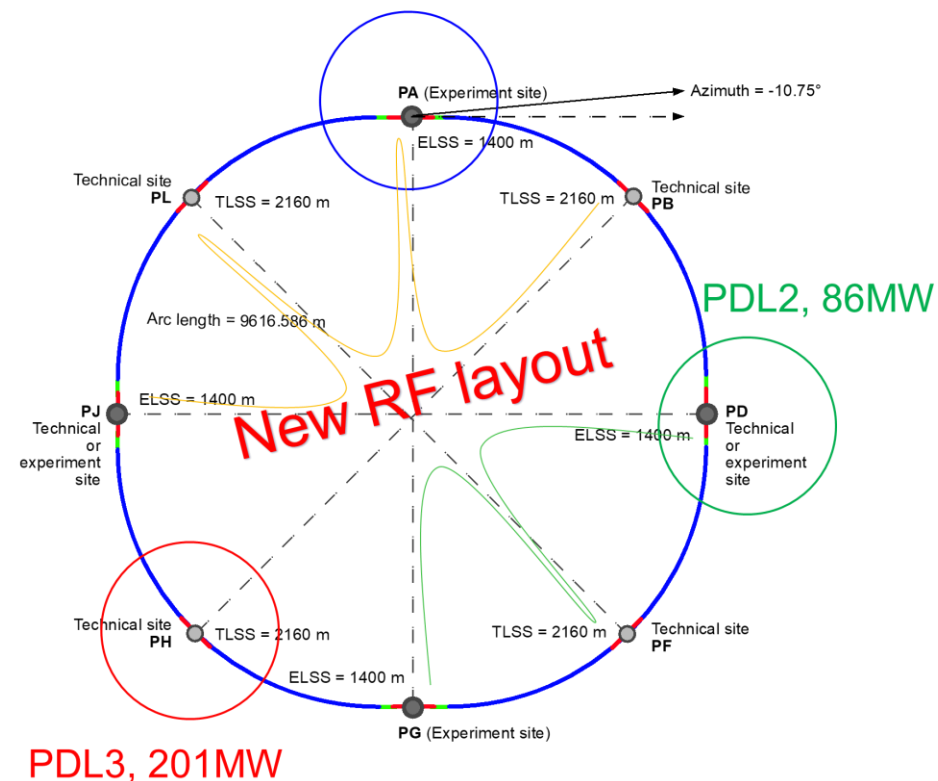 PA (Experiment site)
Azimuth = -10.75°
ELSS = 1400 m
Technical site
PL
TLSS = 2160 m
TLSS = 2160 m
Technical site
PB
PDL2, 86MW
Arc length = 9616.586 m
New RF layout
ELSS = 1400 m
PJ
Technical
or
experiment
site
ELSS = 1400 m
PD
Technical
or
experiment
site
Technical site
PH
TLSS = 2160 m
TLSS = 2160 m
Technical site
PF
ELSS = 1400 m
PG (Experiment site)
PDL3, 201MW